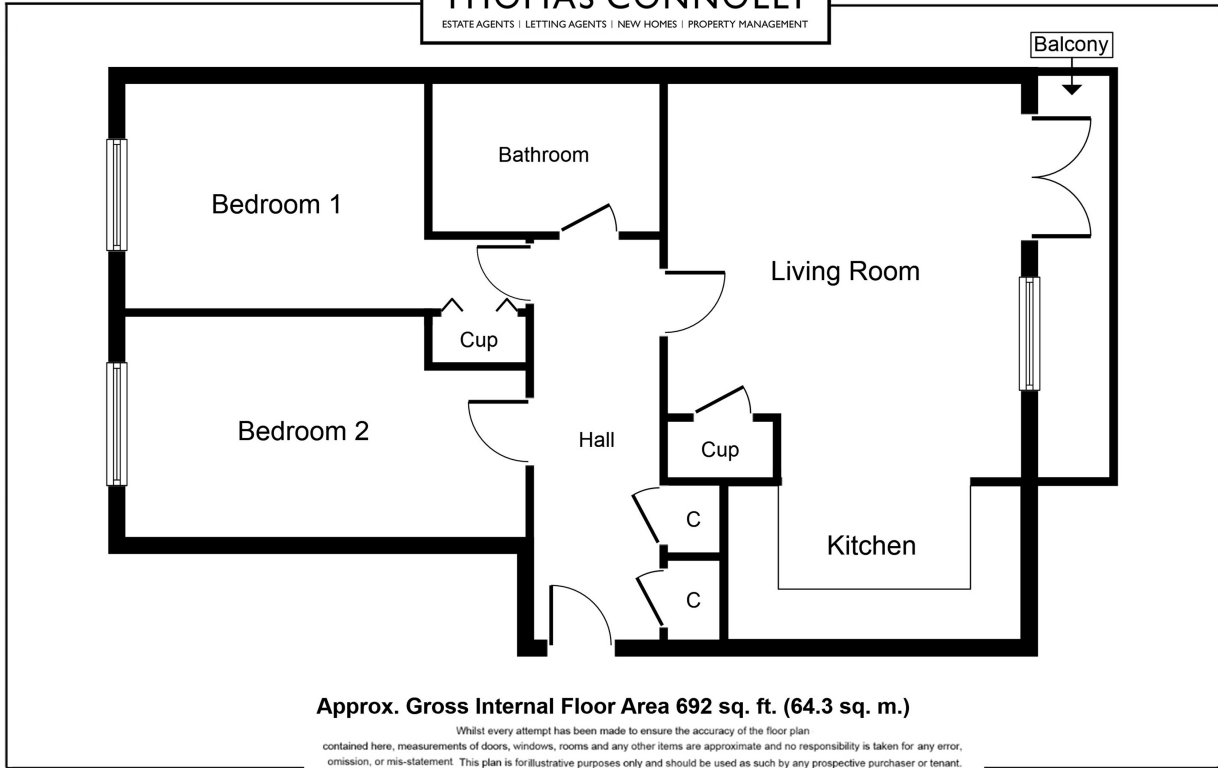 THOMAS CONNOLLY
ESTATE AGENTS | LETTING AGENTS | NEW HOMES | PROPERTY MANAGEMENT
Balcony
Bathroom
Bedroom 1
Living Room
Cup
Bedroom 2
Hall
Cup
C
Kitchen
C
Approx. Gross Internal Floor Area 692 sq. ft. (64.3 sq. m.)
Whilst every attempt has been made to ensure the accuracy of the floor plan
contained here, measurements of doors, windows, rooms and any other items are approximate and no responsibility is taken for any error,
omission, or mis-statement. This plan is for illustrative purposes only and should be used as such by any prospective purchaser or tenant.